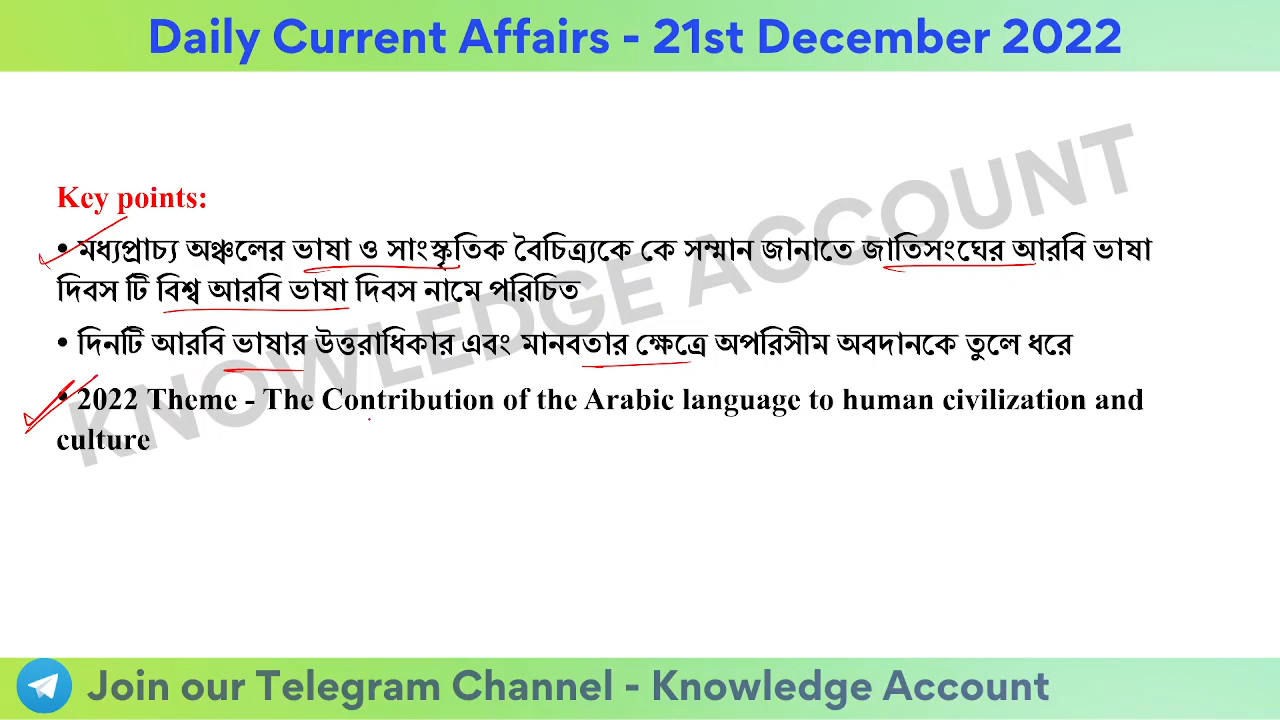 Daily Current Affairs - 21st December 2022
KNOWLEDGE ACCOUNT
Key points:
• মধ্যপ্রাচ্য অঞ্চলের ভাষা ও সাংস্কৃতিক বৈচিত্র্যকে কে সম্মান জানাতে জাতিসংঘের আরবি ভাষা
দিবস টি বিশ্ব আরবি ভাষা দিবস নামে পরিচিত
• দিনটি আরবি ভাষার উত্তরাধিকার এবং মানবতার ক্ষেত্রে অপরিসীম অবদানকে তুলে ধরে
• 2022 Theme - The Contribution of the Arabic language to human civilization and
culture
Join our Telegram Channel - Knowledge Account